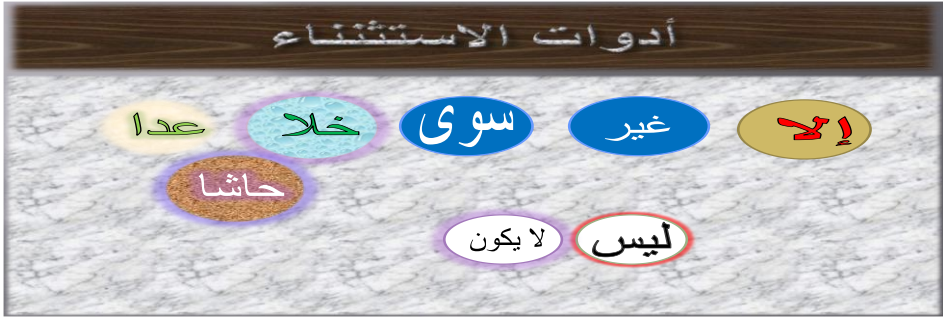 أدوات الاستثناء
إلا غير سوى خلا عدا
حاشا
ليس لا يكون